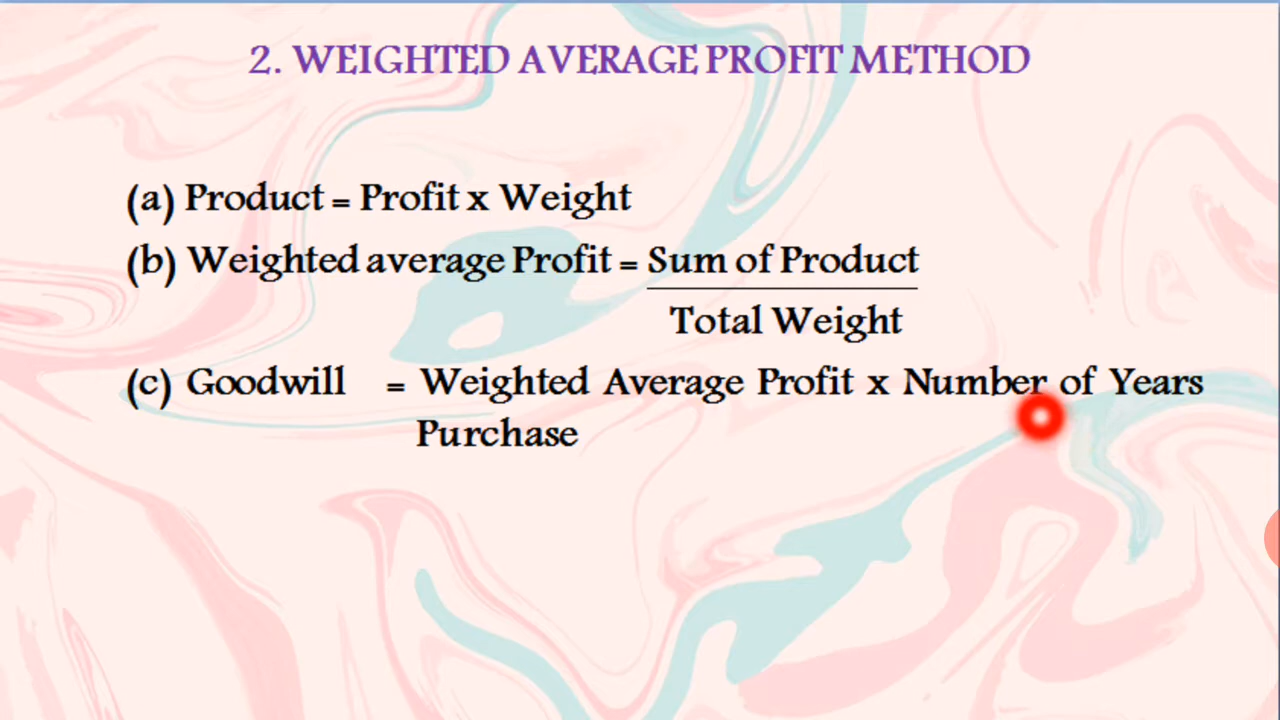 2. WEIGHTED AVERAGE PROFIT METHOD
(a) Product = Profit x Weight
(b) Weighted average Profit = Sum of Product
Total Weight
(c) Goodwill = Weighted Average Profit x Number of Years
Purchase